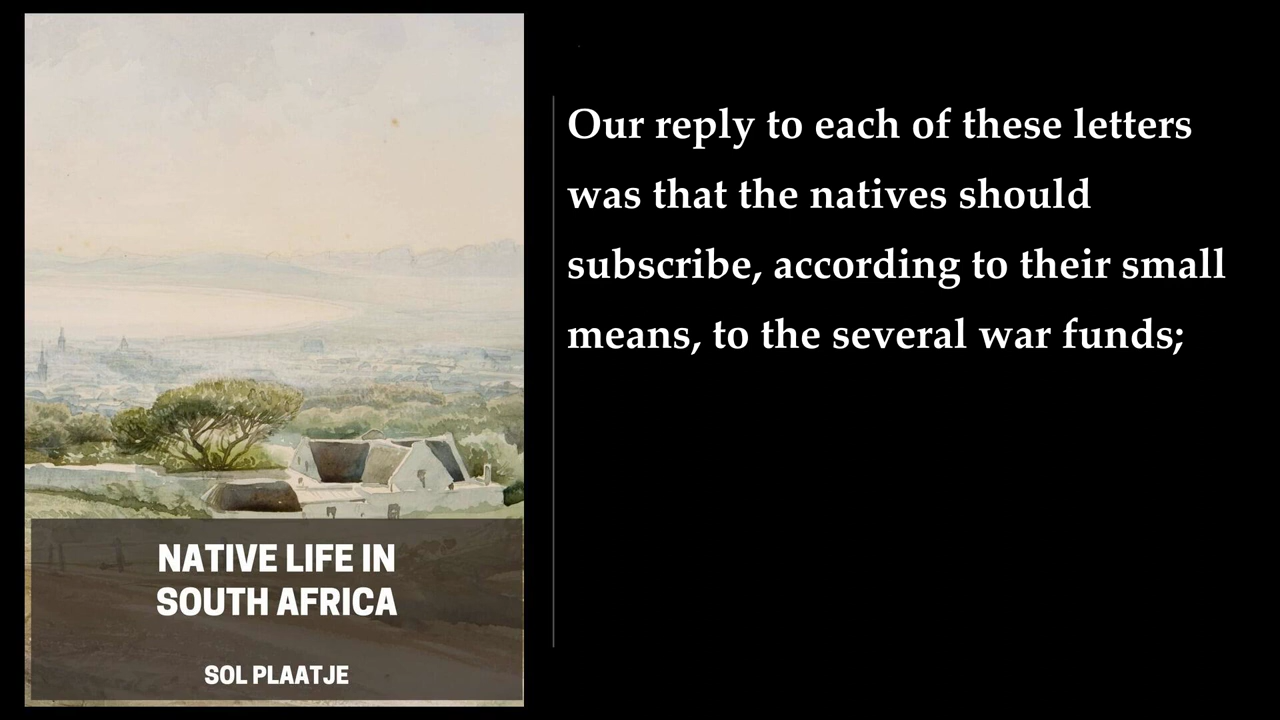 NATIVE LIFE IN
SOUTH AFRICA
SOL PLAATJE
Our reply to each of these letters
was that the natives should
subscribe, according to their small
means, to the several war funds;